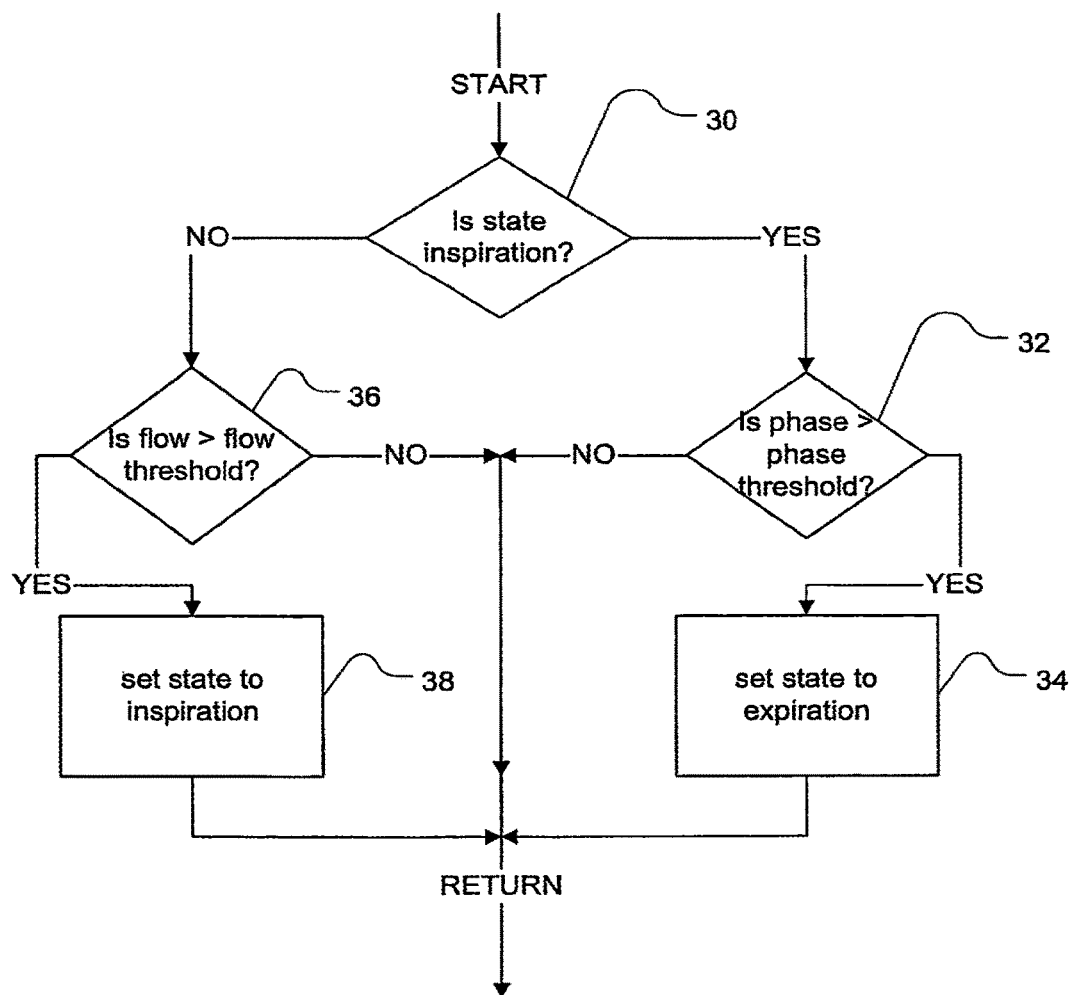 START
30
Is state
inspiration?
NO
YES
32
36
Is flow > flow
threshold?
NO
NO
Is phase >
phase
threshold?
YES
YES
set state to
inspiration
38
set state to
expiration
34
RETURN